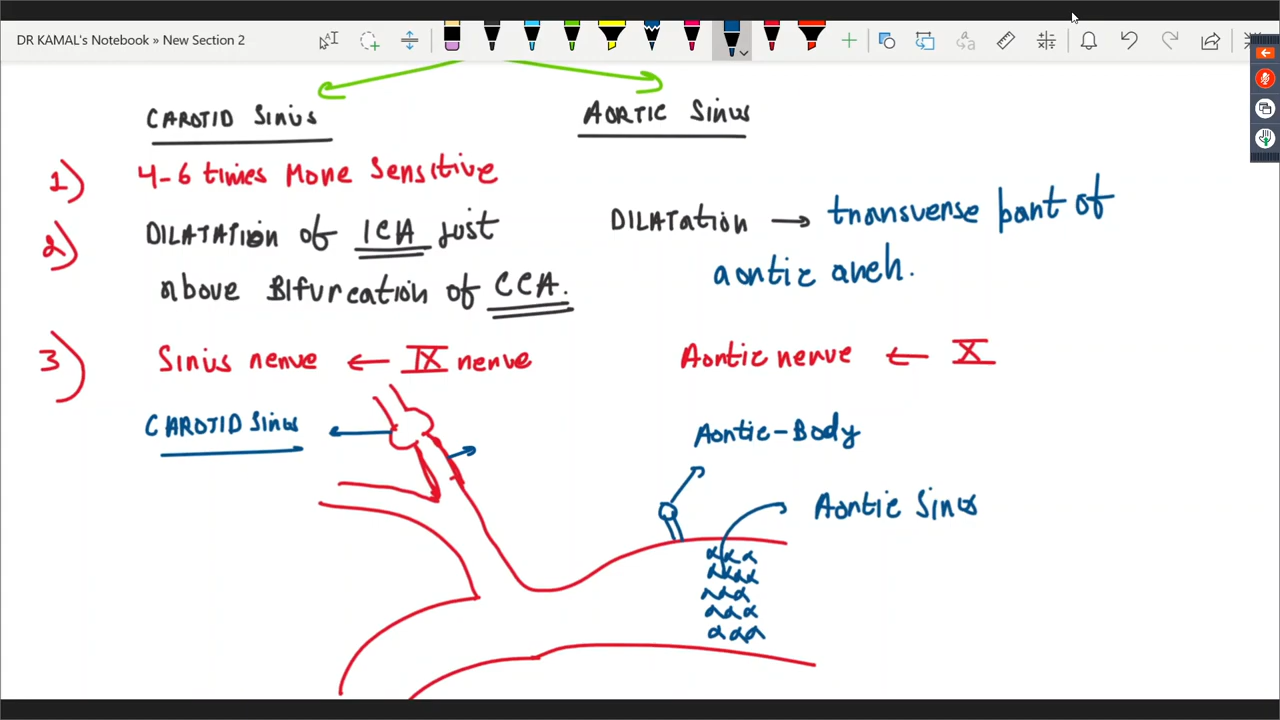 DR KAMAL's Notebook » New Section 2
CAROTID Sinus
AORTIC Sinus
1) 4-6 times More Sensitive
2) DILATATION of ICA just
above Bifurcation of CCA.
DILATation → transverse part of
aortic arch.
3) Sinus nerve ← IX nerve
Aortic nerve ← X
CAROTID Sinus
Aortic-Body
Aortic Sinus